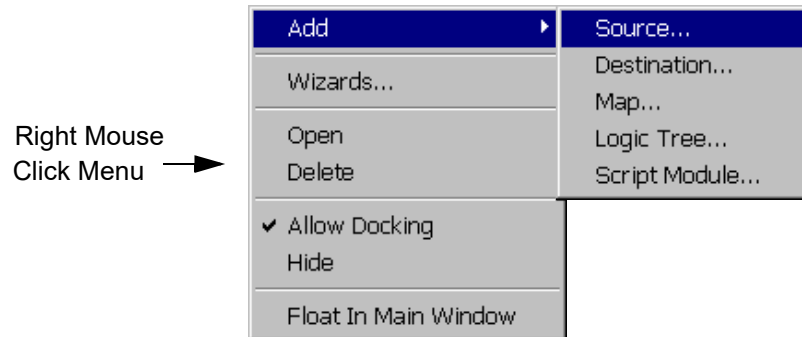 Right Mouse
Click Menu
Add
Wizards...
Open
Delete
Allow Docking
Hide
Float In Main Window
Source...
Destination...
Map...
Logic Tree...
Script Module...